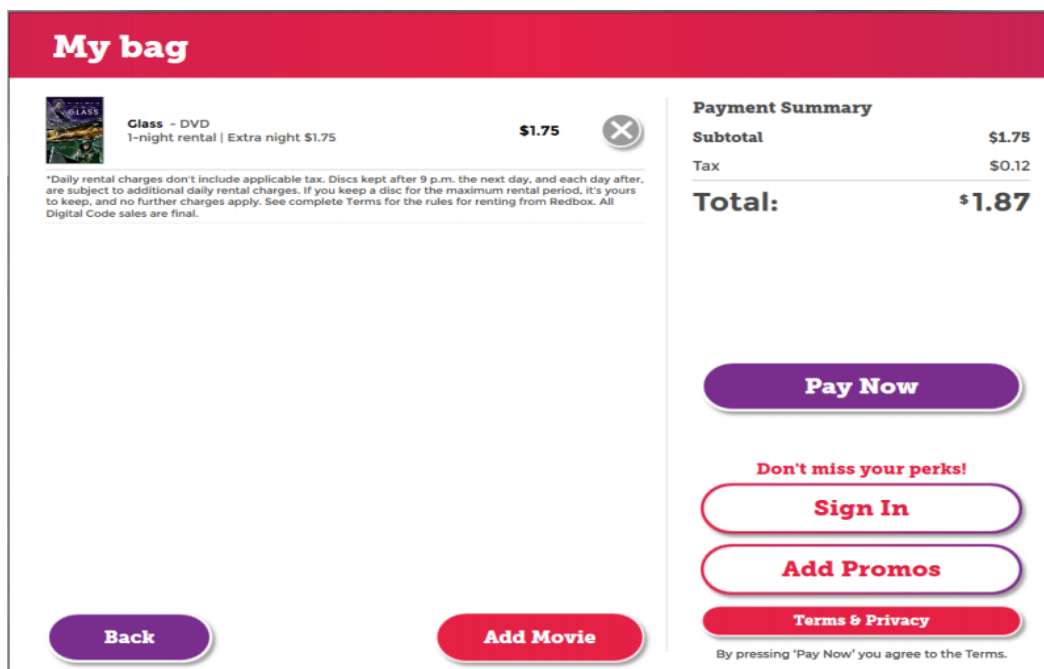 My bag
GLASS
Glass - DVD
1-night rental | Extra night $1.75
$1.75
*Daily rental charges don't include applicable tax. Discs kept after 9 p.m. the next day, and each day after,
are subject to additional daily rental charges. If you keep a disc for the maximum rental period, it's yours
to keep, and no further charges apply. See complete Terms for the rules for renting from Redbox. All
Digital Code sales are final.
Payment Summary
Subtotal $1.75
Tax $0.12
Total: $1.87
Pay Now
Don't miss your perks!
Sign In
Add Promos
Terms & Privacy
By pressing 'Pay Now' you agree to the Terms.
Back
Add Movie